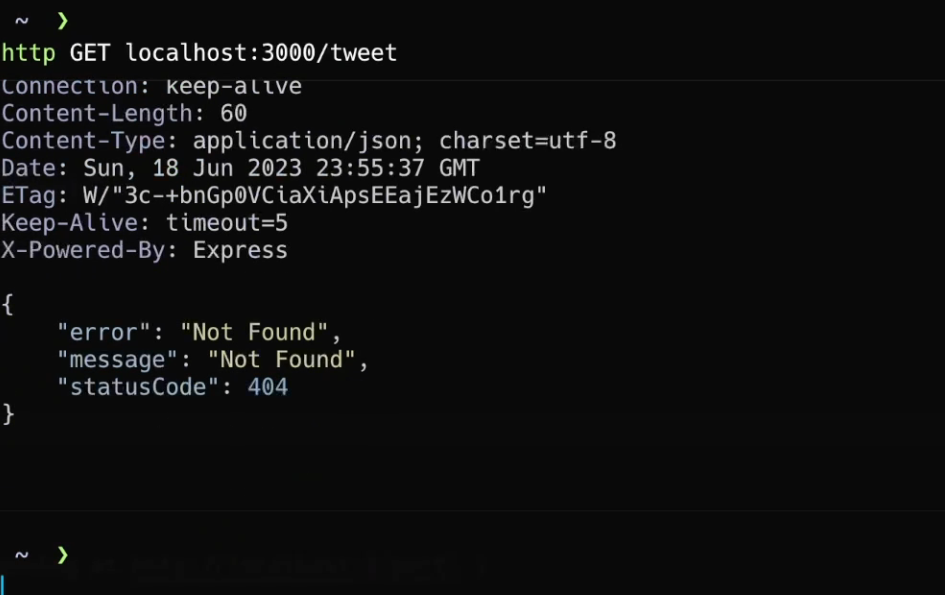 ~ ❯
http GET localhost:3000/tweet
Connection: keep-alive
Content-Length: 60
Content-Type: application/json; charset=utf-8
Date: Sun, 18 Jun 2023 23:55:37 GMT
ETag: W/"3c-+bnGp0VCiaXiApsEEajEzWCo1rg"
Keep-Alive: timeout=5
X-Powered-By: Express
{
    "error": "Not Found",
    "message": "Not Found",
    "statusCode": 404
}
~ ❯